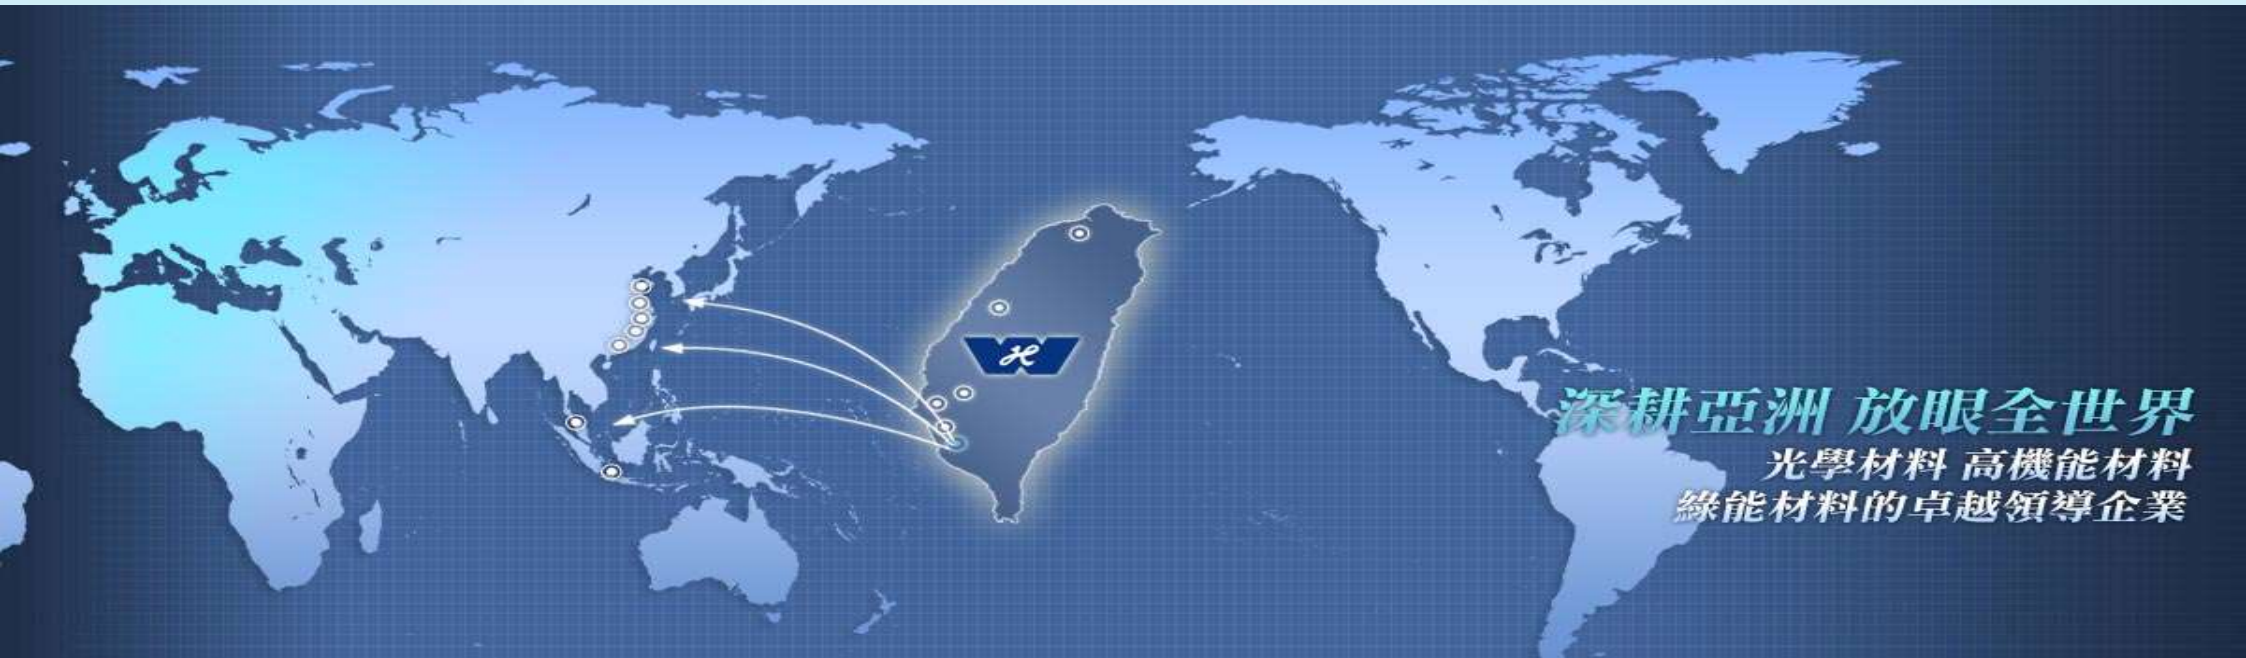 深耕亞洲 放眼全世界
光學材料 高機能材料
綠能材料的卓越領導企業